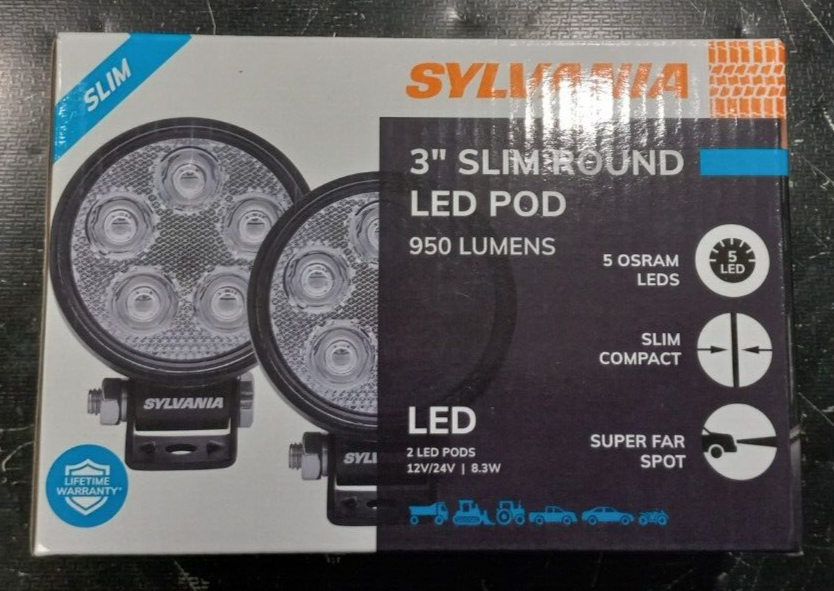 SLIM
SYLVANIA
3" SLIM ROUND
LED POD
950 LUMENS
5 OSRAM
LEDS
5
LED
SLIM
COMPACT
SYLVANIA
LED
2 LED PODS
12V/24V | 8.3W
SUPER FAR
SPOT
SYLV
LIFETIME
WARRANTY*